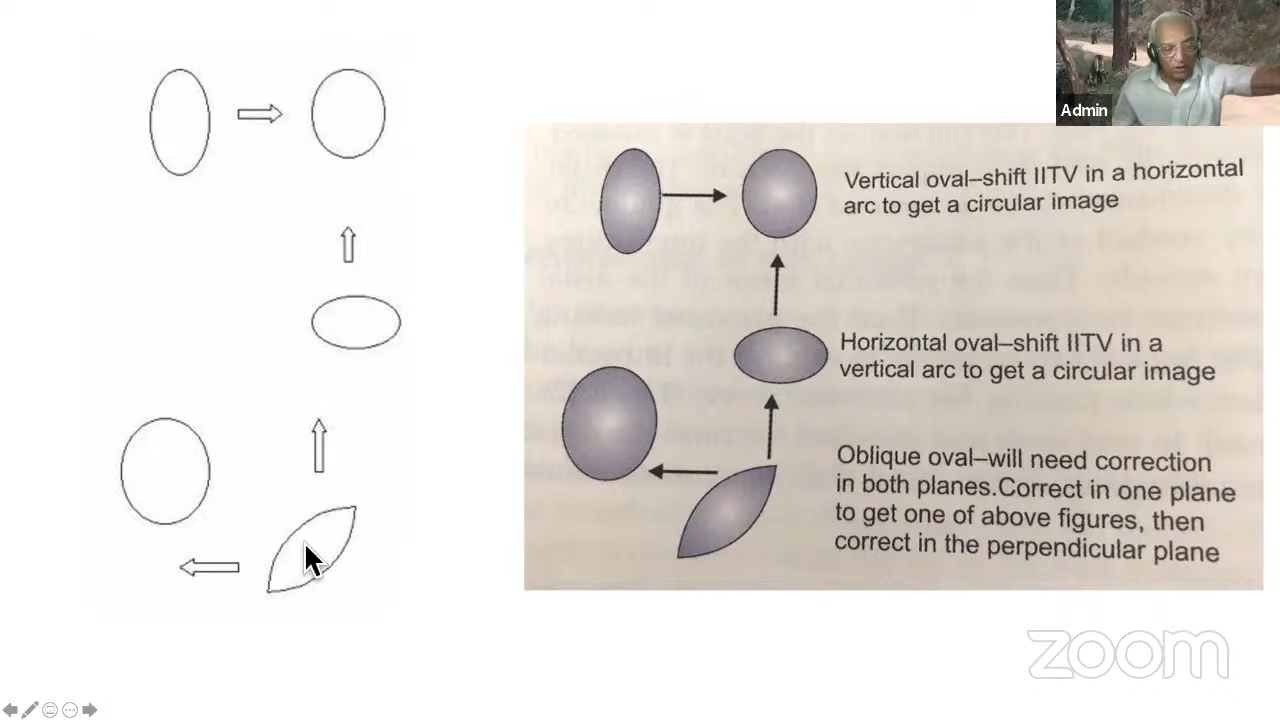 Admin
Vertical oval–shift IITV in a horizontal
arc to get a circular image
Horizontal oval–shift IITV in a
vertical arc to get a circular image
Oblique oval–will need correction
in both planes.Correct in one plane
to get one of above figures, then
correct in the perpendicular plane
zoom